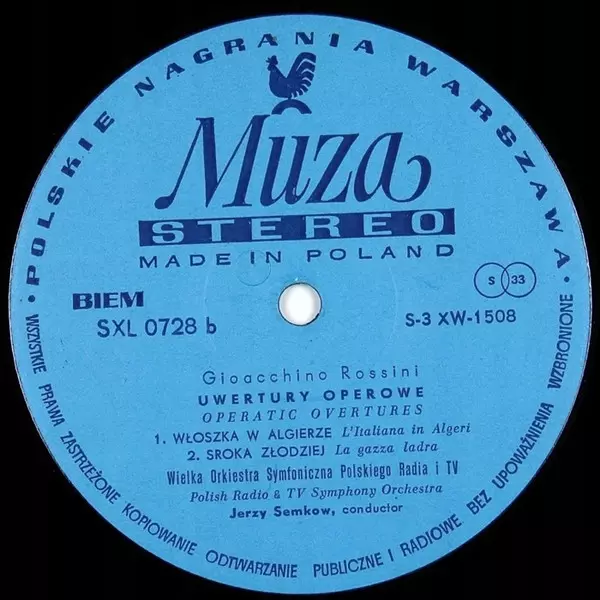 • POLSKIE NAGRANIA WARSZAWA •
Muza
STEREO
MADE IN POLAND
BIEM
S 33
SXL 0728 b
S-3 XW-1508
Gioacchino Rossini
UWERTURY OPEROWE
OPERATIC OVERTURES
1. WŁOSZKA W ALGIERZE L'Italiana in Algeri
2. SROKA ZŁODZIEJ La gazza ladra
Wielka Orkiestra Symfoniczna Polskiego Radia i TV
Polish Radio & TV Symphony Orchestra
Jerzy Semkow, conductor
WSZYSTKIE PRAWA ZASTRZEŻONE KOPIOWANIE ODTWARZANIE PUBLICZNE I RADIOWE BEZ UPOWAŻNIENIA WZBRONIONE